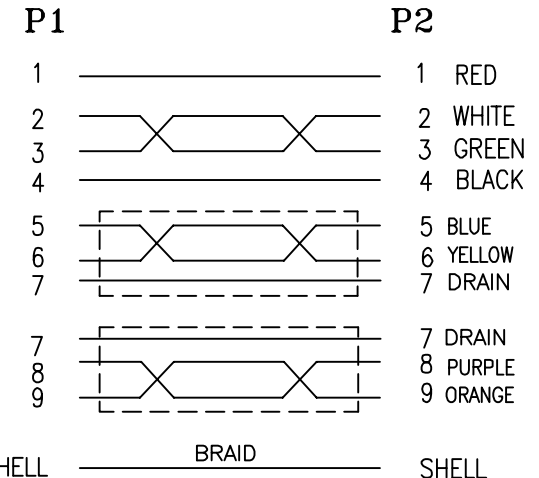 P1 P2
1 1 RED
2 2 WHITE
3 3 GREEN
4 4 BLACK
5 5 BLUE
6 6 YELLOW
7 7 DRAIN
7 7 DRAIN
8 8 PURPLE
9 9 ORANGE
HELL BRAID SHELL